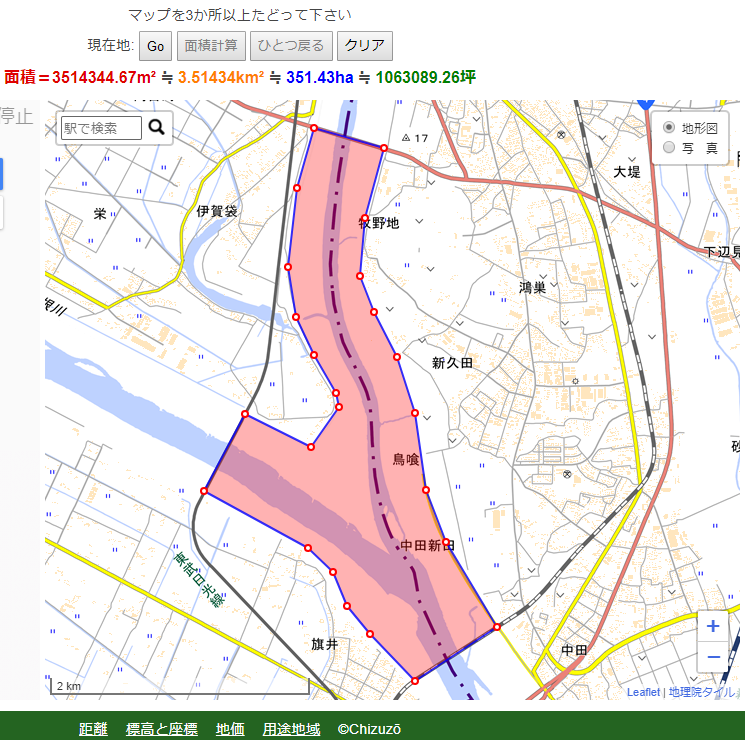 マップを3か所以上たどって下さい
現在地: Go 面積計算 ひとつ戻る クリア
面積＝3514344.67m² ≒ 3.51434km² ≒ 351.43ha ≒ 1063089.26坪
停止
駅で検索
17
地形図
写 真
大堤
栄
伊賀袋
牧野地
下辺見
鴻巣
新久田
鳥喰
中田新田
東武日光線
旗井
中田
+
−
2 km
Leaflet | 地理院タイル
距離 標高と座標 地価 用途地域 ©Chizuzō